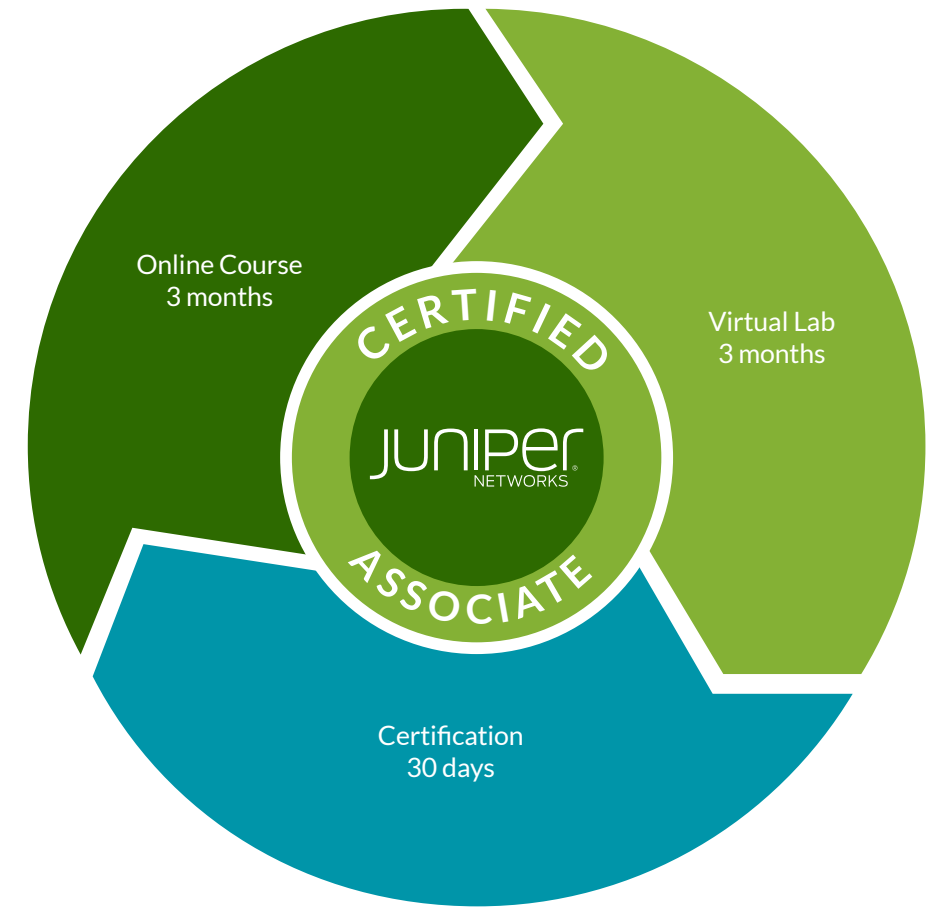 Online Course
3 months
Virtual Lab
3 months
CERTIFIED
JUNIPER
NETWORKS®
ASSOCIATE
Certification
30 days